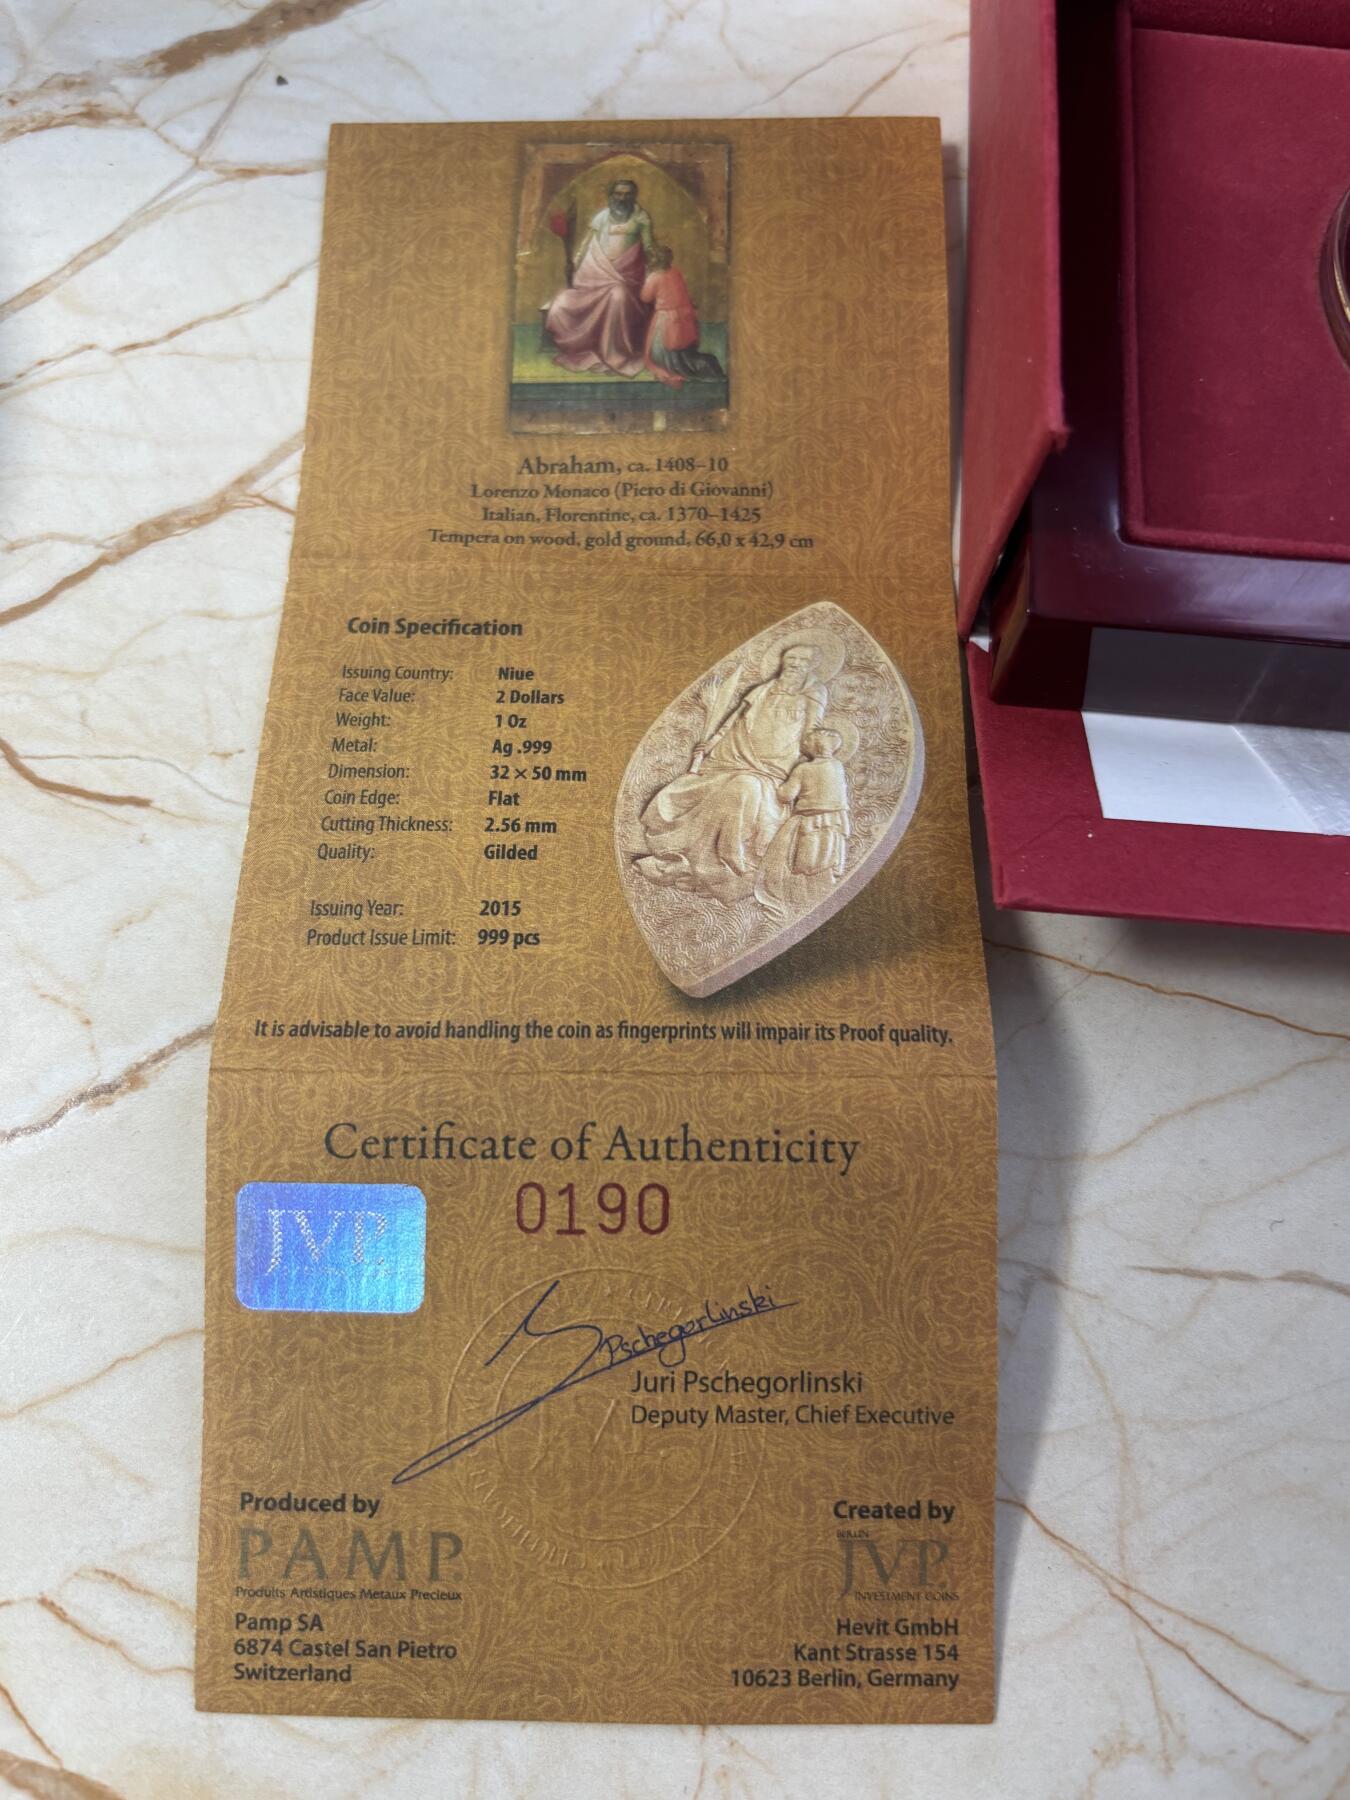 Abraham, ca. 1408–10
Lorenzo Monaco (Piero di Giovanni)
Italian, Florentine, ca. 1370–1425
Tempera on wood, gold ground, 66,0 x 42,9 cm
Coin Specification
Issuing Country: Niue
Face Value: 2 Dollars
Weight: 1 Oz
Metal: Ag .999
Dimension: 32 × 50 mm
Coin Edge: Flat
Cutting Thickness: 2.56 mm
Quality: Gilded
Issuing Year: 2015
Product Issue Limit: 999 pcs
It is advisable to avoid handling the coin as fingerprints will impair its Proof quality.
Certificate of Authenticity
0190
JVP.
Pschegorlinski
Juri Pschegorlinski
Deputy Master, Chief Executive
Produced by
PAMP.
Produits Artistiques Metaux Precieux
Pamp SA
6874 Castel San Pietro
Switzerland
Created by
BERLIN
JVP.
INVESTMENT COINS
Hevit GmbH
Kant Strasse 154
10623 Berlin, Germany